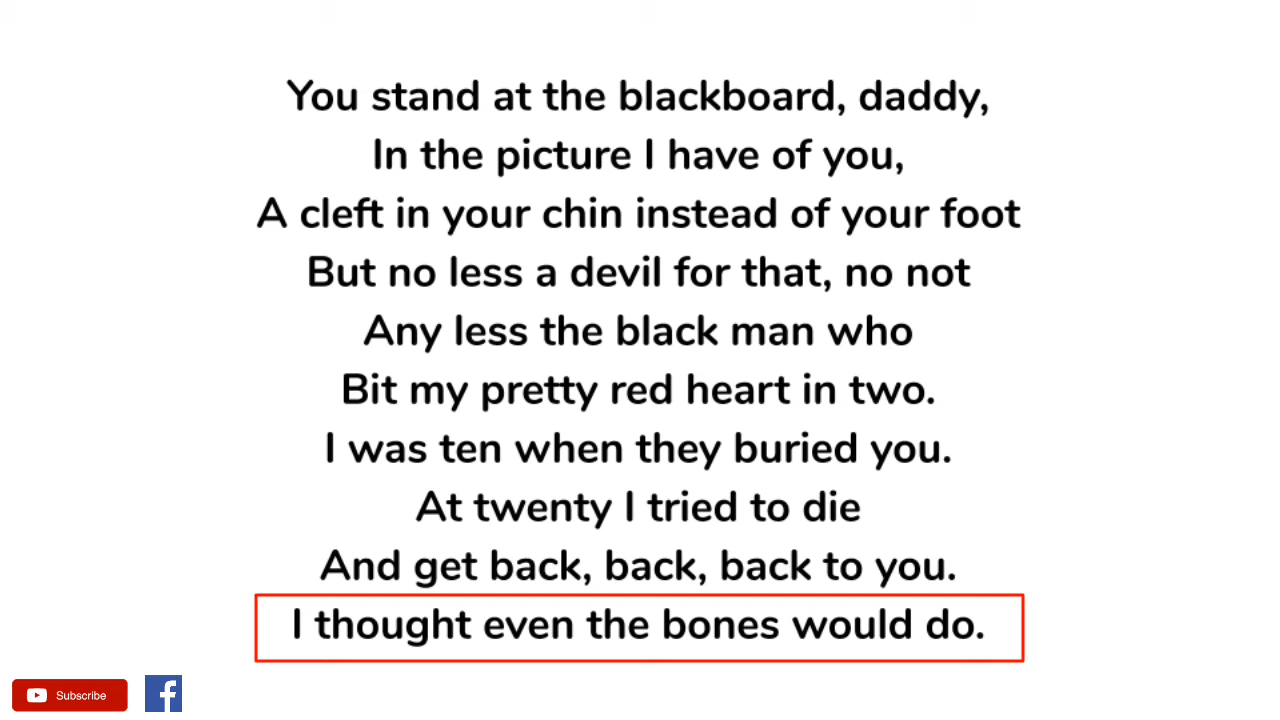 You stand at the blackboard, daddy,
In the picture I have of you,
A cleft in your chin instead of your foot
But no less a devil for that, no not
Any less the black man who
Bit my pretty red heart in two.
I was ten when they buried you.
At twenty I tried to die
And get back, back, back to you.
I thought even the bones would do.
Subscribe